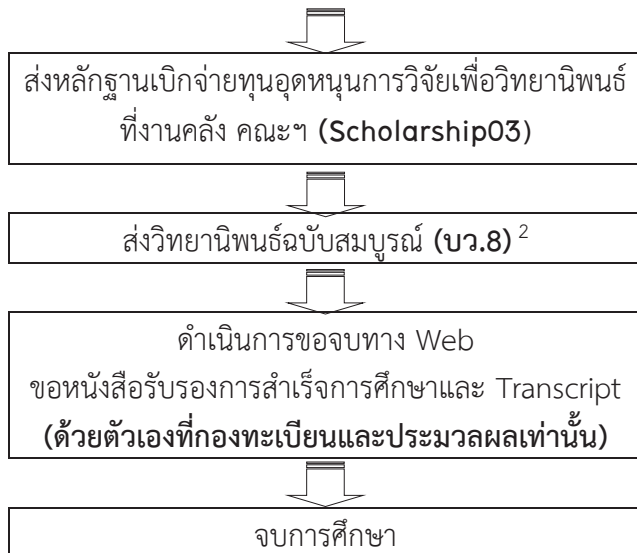 ส่งหลักฐานเบิกจ่ายทุนอุดหนุนการวิจัยเพื่อวิทยานิพนธ์
ที่งานคลัง คณะฯ (Scholarship03)
ส่งวิทยานิพนธ์ฉบับสมบูรณ์ (บว.8) 2
ดำเนินการขอจบทาง Web
ขอหนังสือรับรองการสำเร็จการศึกษาและ Transcript
(ด้วยตัวเองที่กองทะเบียนและประมวลผลเท่านั้น)
จบการศึกษา